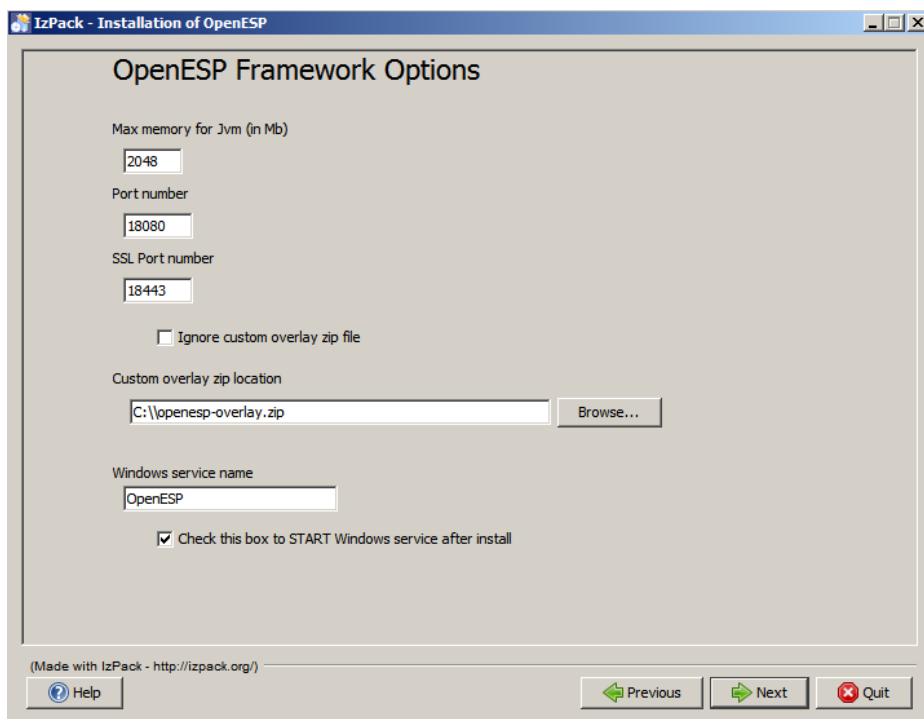 IzPack - Installation of OpenESP
OpenESP Framework Options
Max memory for Jvm (in Mb)
2048
Port number
18080
SSL Port number
18443
Ignore custom overlay zip file
Custom overlay zip location
C:\\openesp-overlay.zip
Browse...
Windows service name
OpenESP
Check this box to START Windows service after install
(Made with IzPack - http://izpack.org/)
Help
Previous
Next
Quit